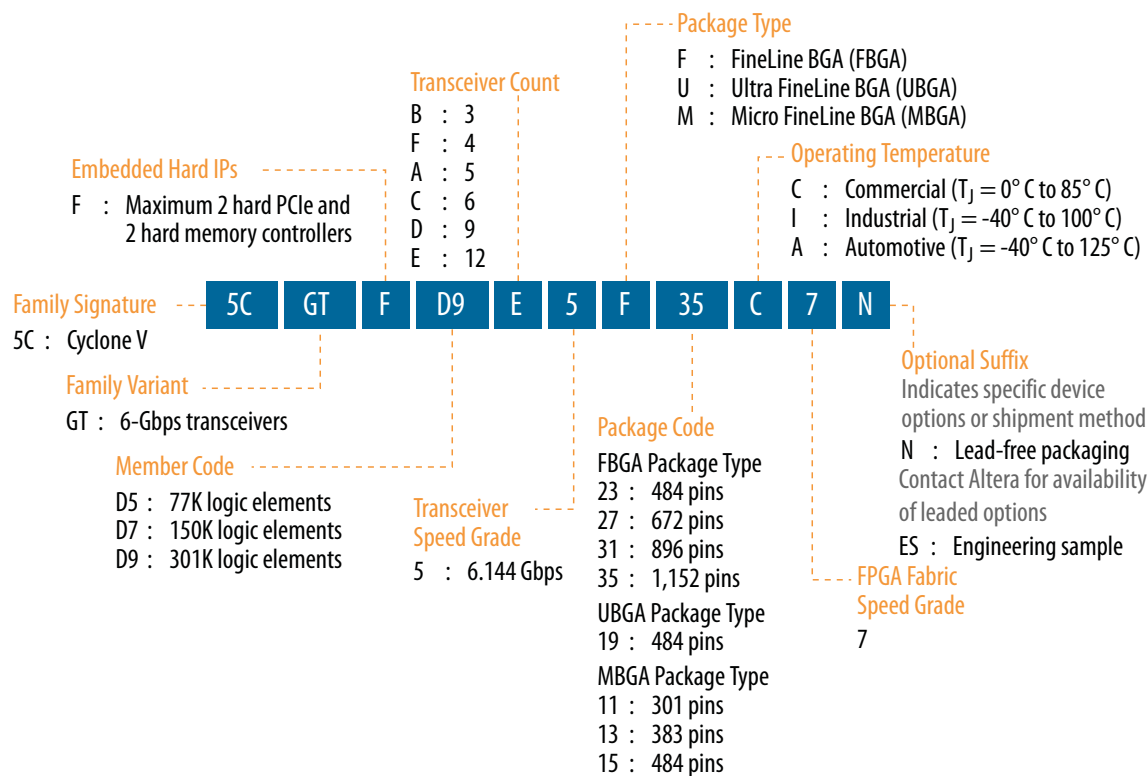 Package Type
F : FineLine BGA (FBGA)
U : Ultra FineLine BGA (UBGA)
M : Micro FineLine BGA (MBGA)
Transceiver Count
B : 3
F : 4
A : 5
C : 6
D : 9
E : 12
Operating Temperature
C : Commercial (TJ = 0° C to 85° C)
I : Industrial (TJ = -40° C to 100° C)
A : Automotive (TJ = -40° C to 125° C)
Embedded Hard IPs
F : Maximum 2 hard PCIe and
2 hard memory controllers
Family Signature
5C : Cyclone V
5C GT F D9 E 5 F 35 C 7 N
Family Variant
GT : 6-Gbps transceivers
Member Code
D5 : 77K logic elements
D7 : 150K logic elements
D9 : 301K logic elements
Transceiver
Speed Grade
5 : 6.144 Gbps
Package Code
FBGA Package Type
23 : 484 pins
27 : 672 pins
31 : 896 pins
35 : 1,152 pins
UBGA Package Type
19 : 484 pins
MBGA Package Type
11 : 301 pins
13 : 383 pins
15 : 484 pins
Optional Suffix
Indicates specific device
options or shipment method
N : Lead-free packaging
Contact Altera for availability
of leaded options
ES : Engineering sample
FPGA Fabric
Speed Grade
7